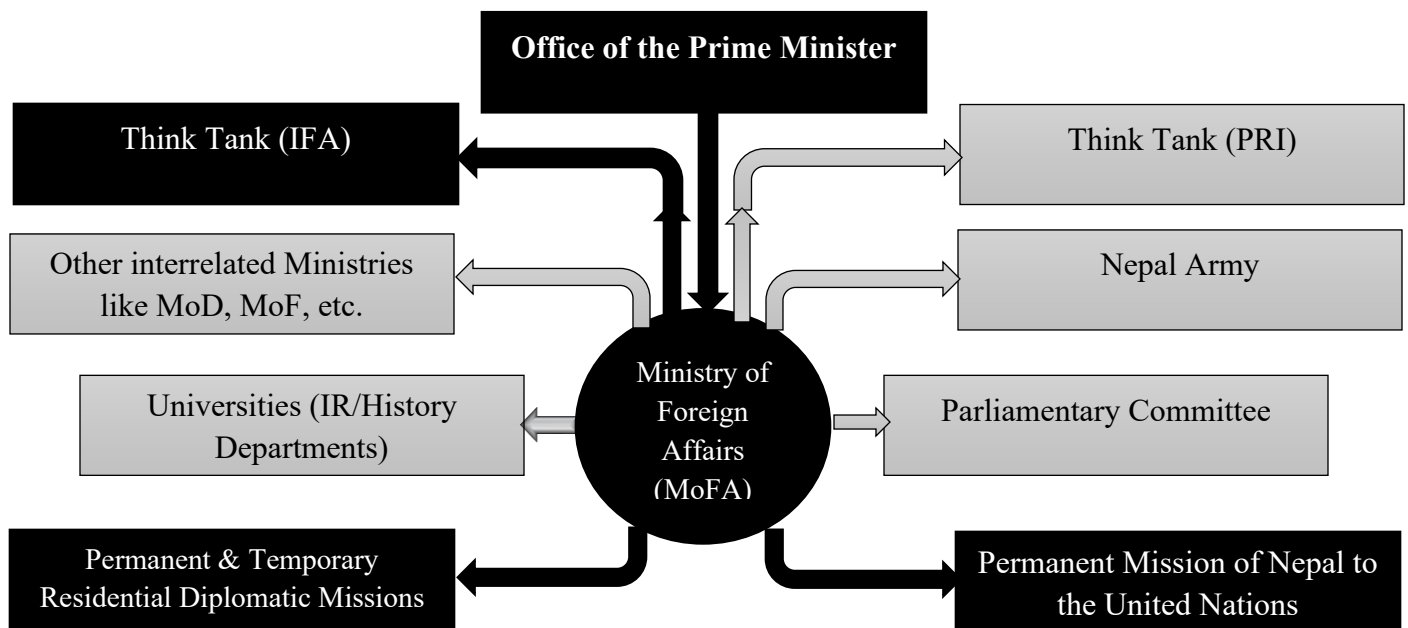 Office of the Prime Minister
Think Tank (IFA)
Think Tank (PRI)
Other interrelated Ministries
like MoD, MoF, etc.
Nepal Army
Ministry of
Foreign
Affairs
(MoFA)
Universities (IR/History
Departments)
Parliamentary Committee
Permanent & Temporary
Residential Diplomatic Missions
Permanent Mission of Nepal to
the United Nations